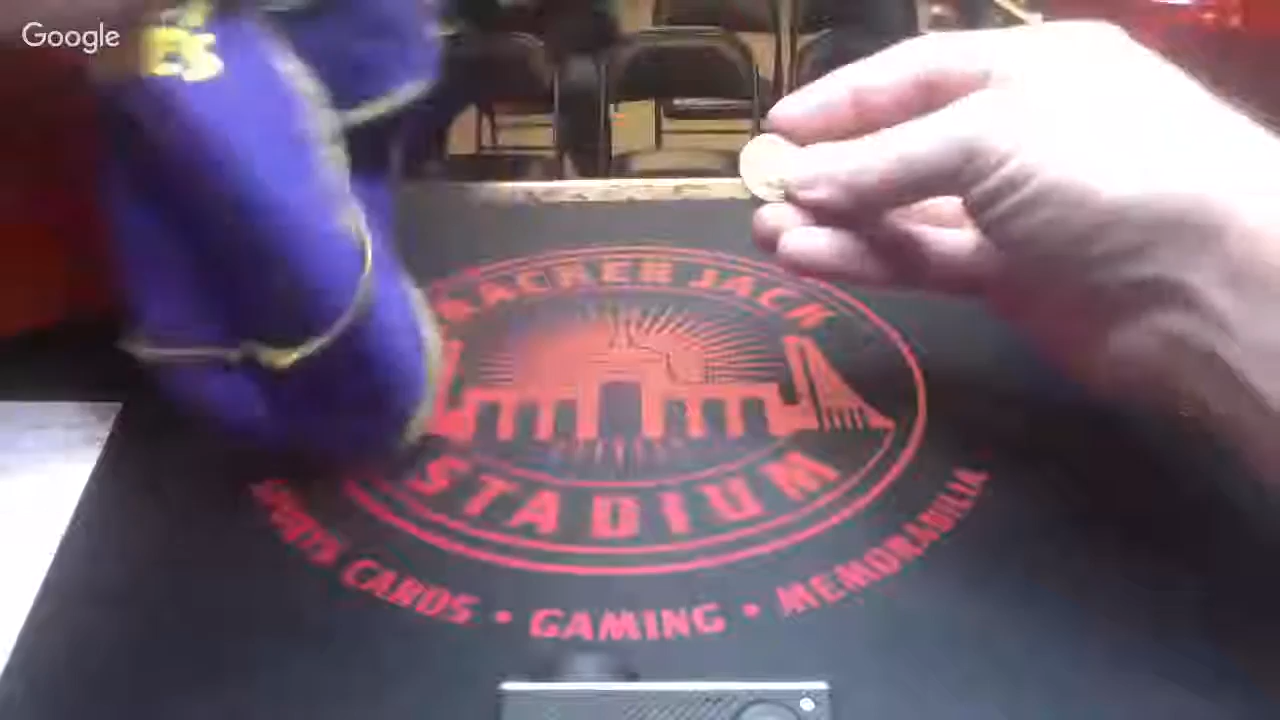 Google
CRACKER JACK
STADIUM
SPORTS CARDS • GAMING • MEMORABILIA